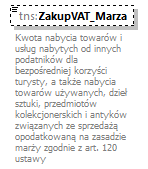 tns:ZakupVAT_Marza
Kwota nabycia towarów i
usług nabytych od innych
podatników dla
bezpośredniej korzyści
turysty, a także nabycia
towarów używanych, dzieł
sztuki, przedmiotów
kolekcjonerskich i antyków
związanych ze sprzedażą
opodatkowaną na zasadzie
marży zgodnie z art. 120
ustawy